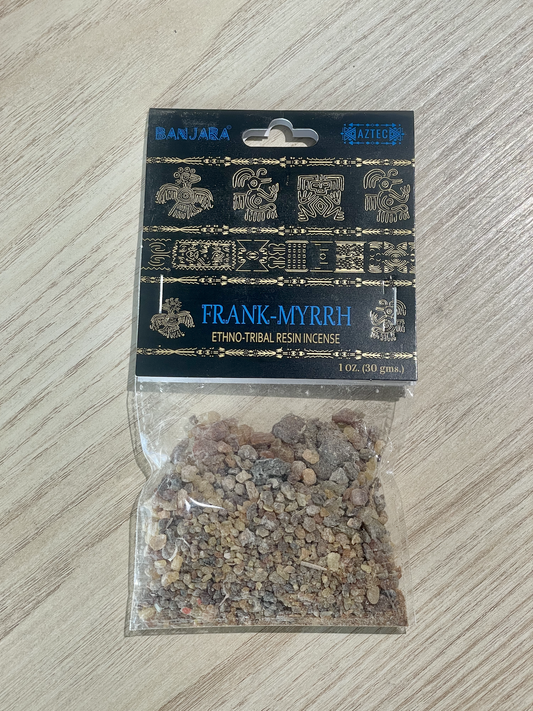 BANJARA
AZTEC
FRANK-MYRRH
ETHNO-TRIBAL RESIN INCENSE
1 OZ. (30 gms.)